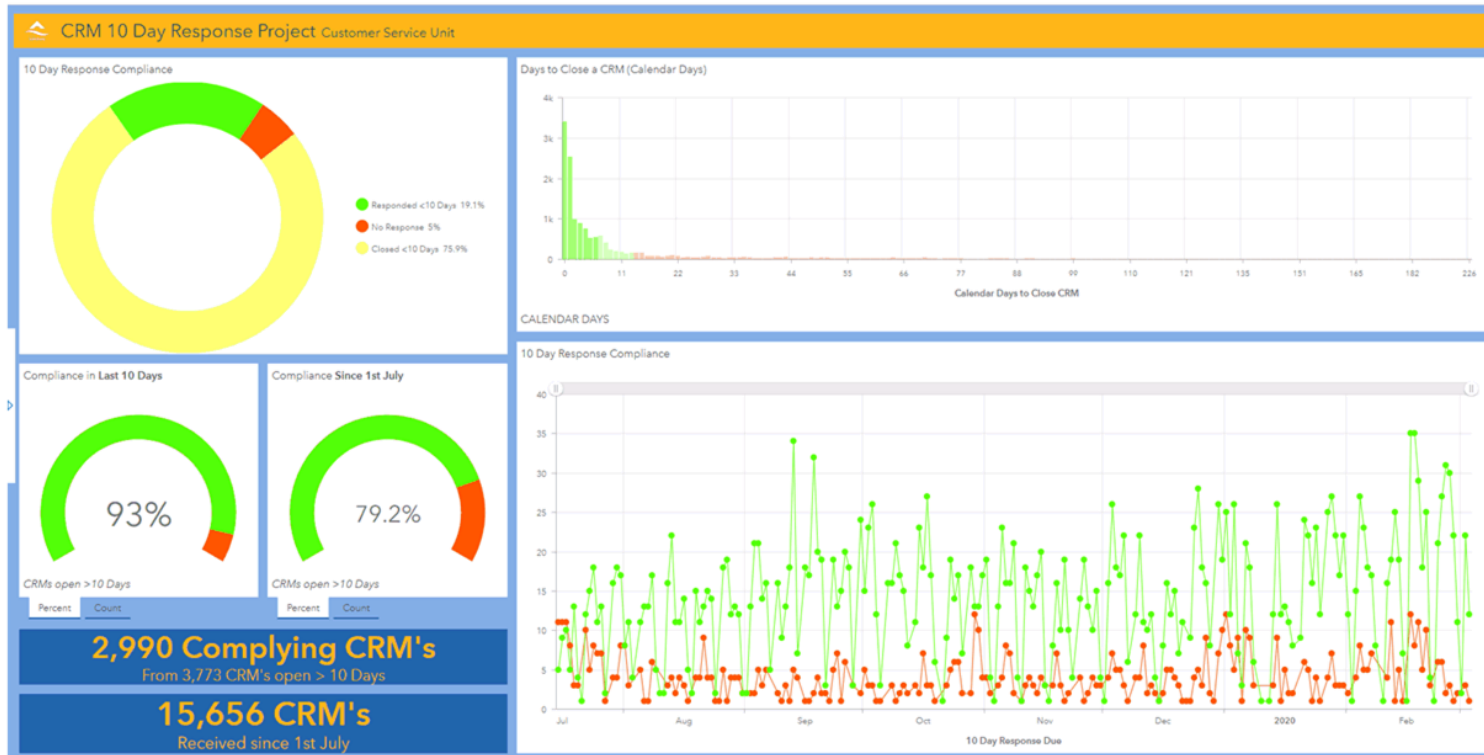 CRM 10 Day Response Project Customer Service Unit
10 Day Response Compliance
Responded <10 Days 19.1%
No Response 5%
Closed <10 Days 75.9%
Days to Close a CRM (Calendar Days)
4k
3k
2k
1k
0
0 11 22 33 44 55 66 77 88 99 110 121 135 151 165 182 226
Calendar Days to Close CRM
CALENDAR DAYS
Compliance in Last 10 Days
93%
CRMs open >10 Days
Percent Count
Compliance Since 1st July
79.2%
CRMs open >10 Days
Percent Count
2,990 Complying CRM's
From 3,773 CRM's open > 10 Days
15,656 CRM's
Received since 1st July
10 Day Response Compliance
40
35
30
25
20
15
10
5
0
Jul Aug Sep Oct Nov Dec 2020 Feb
10 Day Response Due